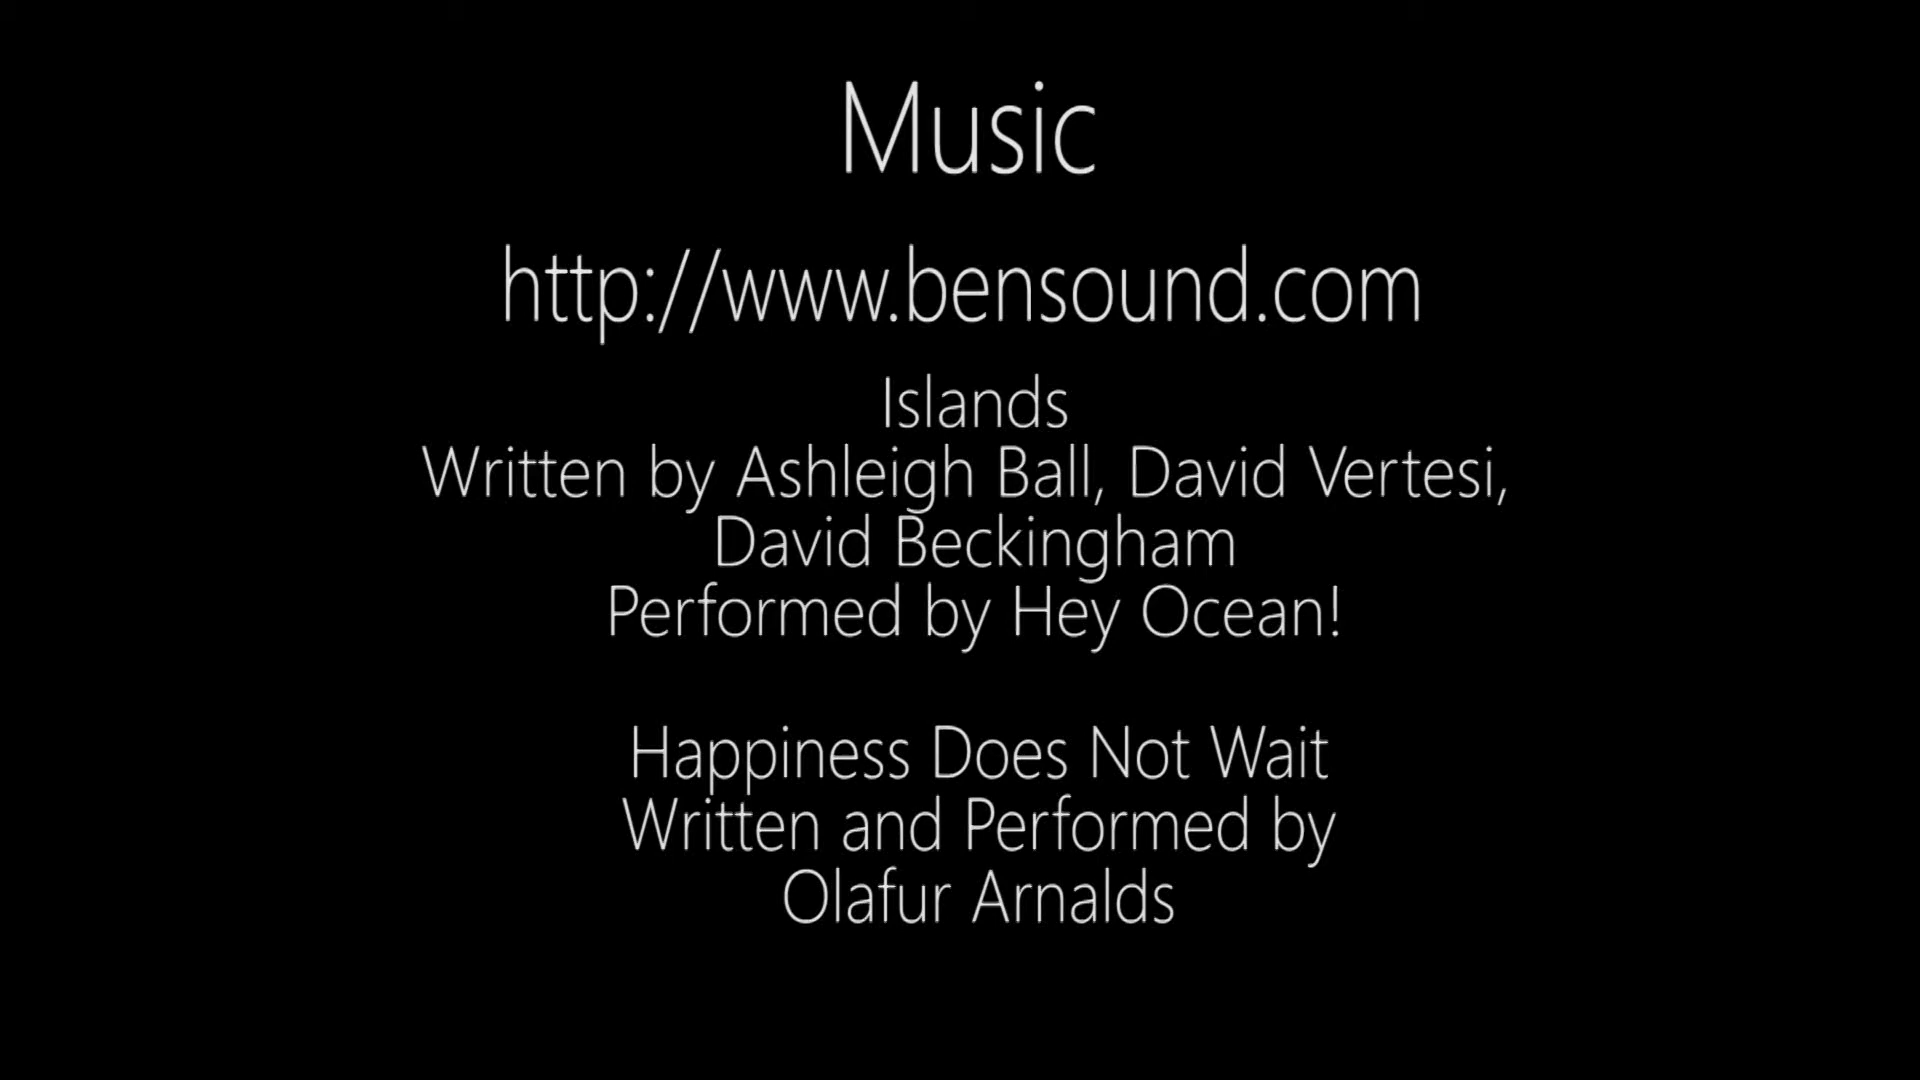 Music
http://www.bensound.com
Islands
Written by Ashleigh Ball, David Vertesi,
David Beckingham
Performed by Hey Ocean!
Happiness Does Not Wait
Written and Performed by
Olafur Arnalds